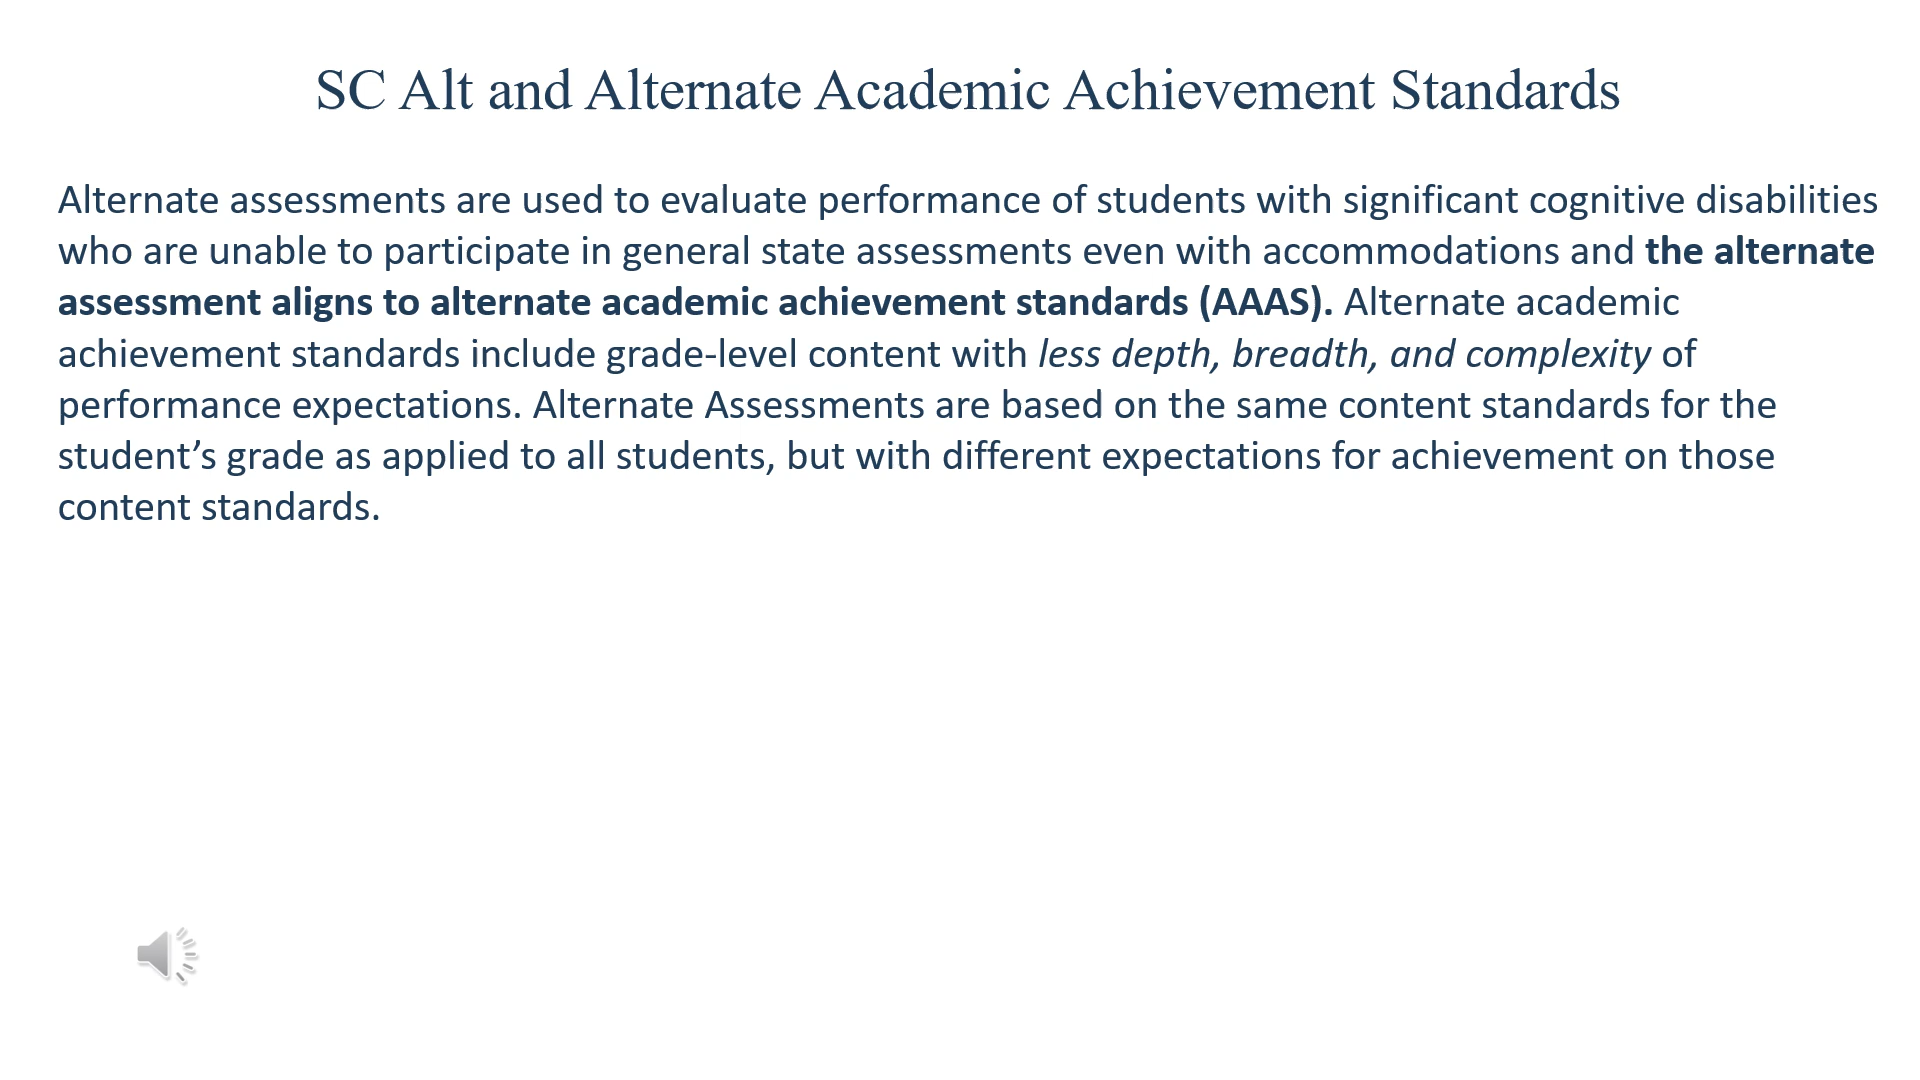 SC Alt and Alternate Academic Achievement Standards
Alternate assessments are used to evaluate performance of students with significant cognitive disabilities
who are unable to participate in general state assessments even with accommodations and the alternate
assessment aligns to alternate academic achievement standards (AAAS). Alternate academic
achievement standards include grade-level content with less depth, breadth, and complexity of
performance expectations. Alternate Assessments are based on the same content standards for the
student’s grade as applied to all students, but with different expectations for achievement on those
content standards.